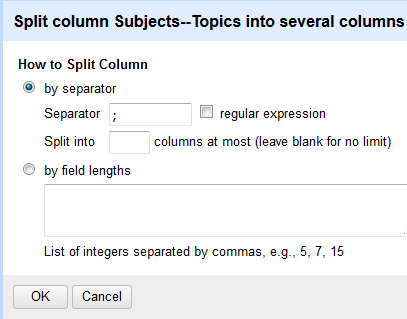 Split column Subjects--Topics into several columns
How to Split Column
by separator
Separator ; regular expression
Split into columns at most (leave blank for no limit)
by field lengths
List of integers separated by commas, e.g., 5, 7, 15
OK Cancel